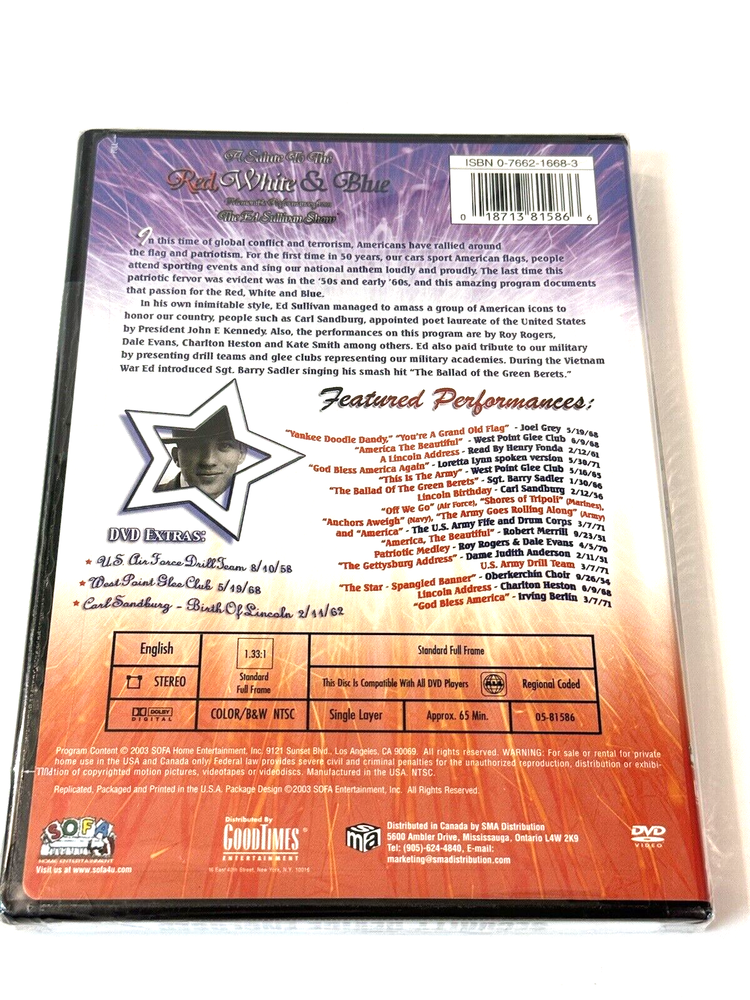 A Salute To The
Red, White & Blue
The Ed Sullivan Show
ISBN 0-7662-1668-3
0 18713 81586 6
In this time of global conflict and terrorism, Americans have rallied around
the flag and patriotism. For the first time in 50 years, our cars sport American flags, people
attend sporting events and sing our national anthem loudly and proudly. The last time this
patriotic fervor was evident was in the '50s and early '60s, and this amazing program documents
that passion for the Red, White and Blue.
In his own inimitable style, Ed Sullivan managed to amass a group of American icons to
honor our country, people such as Carl Sandburg, appointed poet laureate of the United States
by President John F. Kennedy. Also, the performances on this program are by Roy Rogers,
Dale Evans, Charlton Heston and Kate Smith among others. Ed also paid tribute to our military
by presenting drill teams and glee clubs representing our military academies. During the Vietnam
War Ed introduced Sgt. Barry Sadler singing his smash hit "The Ballad of the Green Berets."
Featured Performances:
"Yankee Doodle Dandy," "You're A Grand Old Flag" - Joel Grey 5/19/68
"America The Beautiful" - West Point Glee Club 6/9/68
A Lincoln Address - Read By Henry Fonda 2/12/61
"God Bless America Again" - Loretta Lynn spoken version 5/30/71
"This Is The Army" - West Point Glee Club 5/16/65
"The Ballad Of The Green Berets" - Sgt. Barry Sadler 1/30/66
Lincoln Birthday - Carl Sandburg 2/12/56
"Off We Go" (Air Force), "Shores of Tripoli" (Marines),
"Anchors Aweigh" (Navy), "The Army Goes Rolling Along" (Army)
and "America" - The U.S. Army Fife and Drum Corps 3/7/71
"America, The Beautiful" - Robert Merrill 9/23/51
Patriotic Medley - Roy Rogers & Dale Evans 4/5/70
"The Gettysburg Address" - Dame Judith Anderson 2/11/51
U.S. Army Drill Team 3/7/71
"The Star - Spangled Banner" - Oberkerchin Choir 9/26/54
Lincoln Address - Charlton Heston 6/9/68
"God Bless America" - Irving Berlin 3/7/71
DVD Extras:
U.S. Air Force Drill Team 8/10/58
West Point Glee Club 5/19/68
Carl Sandburg - Birth Of Lincoln 2/11/62
English
1.33:1
Standard
Full Frame
Standard Full Frame
STEREO
This Disc Is Compatible With All DVD Players
Regional Coded
DOLBY
DIGITAL
COLOR/B&W NTSC
Single Layer
Approx. 65 Min.
05-81586
Program Content © 2003 SOFA Home Entertainment, Inc. 9121 Sunset Blvd., Los Angeles, CA 90069. All rights reserved. WARNING: For sale or rental for private
home use in the USA and Canada only/ Federal law provides severe civil and criminal penalties for the unauthorized reproduction, distribution or exhibi-
tion of copyrighted motion pictures, videotapes or videodiscs. Manufactured in the USA. NTSC.
Replicated, Packaged and Printed in the U.S.A. Package Design ©2003 SOFA Entertainment, Inc. All Rights Reserved.
SOFA
HOME ENTERTAINMENT
Visit us at www.sofa4u.com
Distributed By
GOODTIMES
ENTERTAINMENT
16 East 40th Street, New York, N.Y. 10016
sma
Distributed in Canada by SMA Distribution
5600 Ambler Drive, Mississauga, Ontario L4W 2K9
Tel: (905)-624-4840, E-mail:
marketing@smadistribution.com
DVD
VIDEO